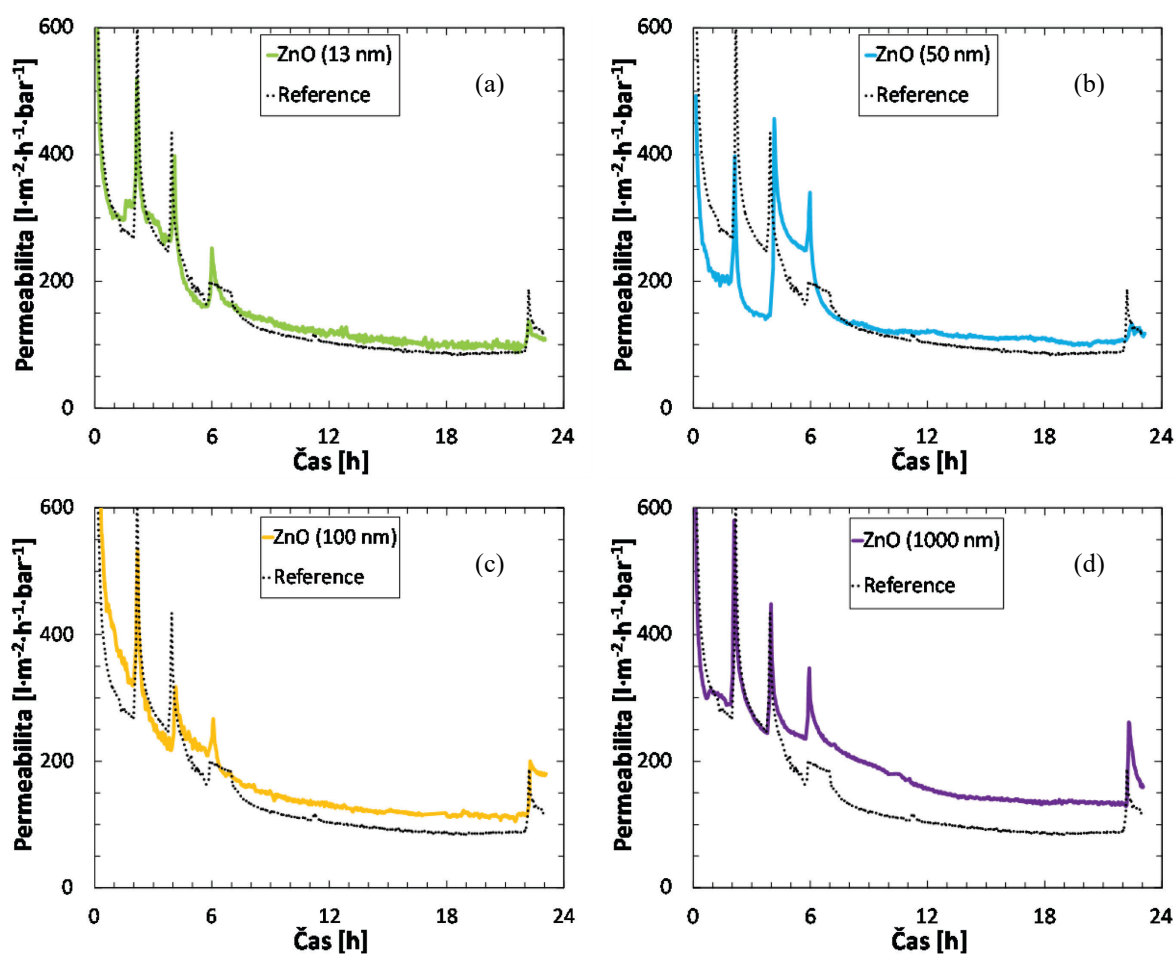 600
400
200
0
Permeabilita [l·m⁻²·h⁻¹·bar⁻¹]
ZnO (13 nm)
Reference
(a)
0 6 12 18 24
Čas [h]
600
400
200
0
Permeabilita [l·m⁻²·h⁻¹·bar⁻¹]
ZnO (50 nm)
Reference
(b)
0 6 12 18 24
Čas [h]
600
400
200
0
Permeabilita [l·m⁻²·h⁻¹·bar⁻¹]
ZnO (100 nm)
Reference
(c)
0 6 12 18 24
Čas [h]
600
400
200
0
Permeabilita [l·m⁻²·h⁻¹·bar⁻¹]
ZnO (1000 nm)
Reference
(d)
0 6 12 18 24
Čas [h]